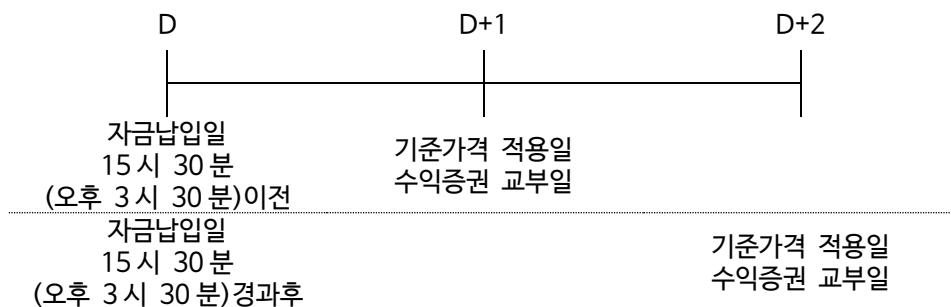 D D+1 D+2
자금납입일
15시 30분
(오후 3시 30분)이전
기준가격 적용일
수익증권 교부일
자금납입일
15시 30분
(오후 3시 30분)경과후
기준가격 적용일
수익증권 교부일